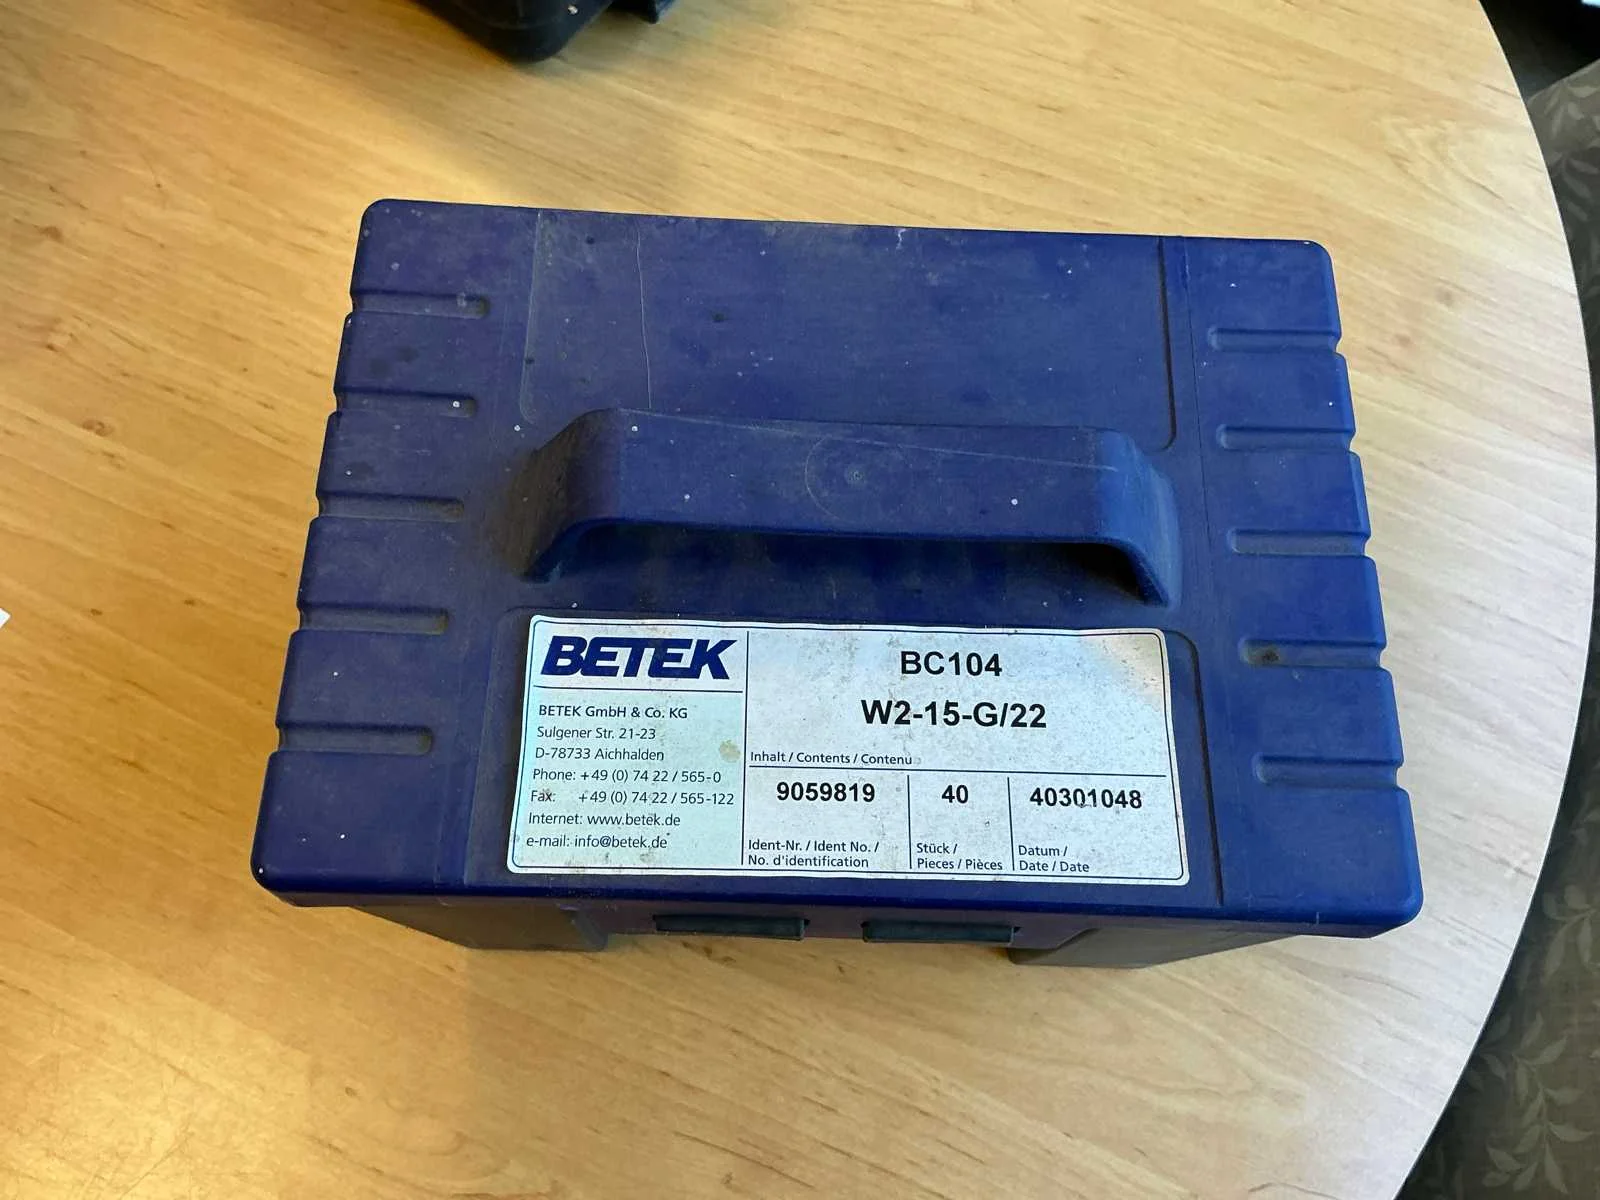 BETEK
BETEK GmbH & Co. KG
Sulgener Str. 21-23
D-78733 Aichhalden
Phone: +49 (0) 74 22 / 565-0
Fax: +49 (0) 74 22 / 565-122
Internet: www.betek.de
e-mail: info@betek.de
BC104
W2-15-G/22
Inhalt / Contents / Contenu
9059819
Ident-Nr. / Ident No. /
No. d'identification
40
Stück /
Pieces / Pièces
40301048
Datum /
Date / Date